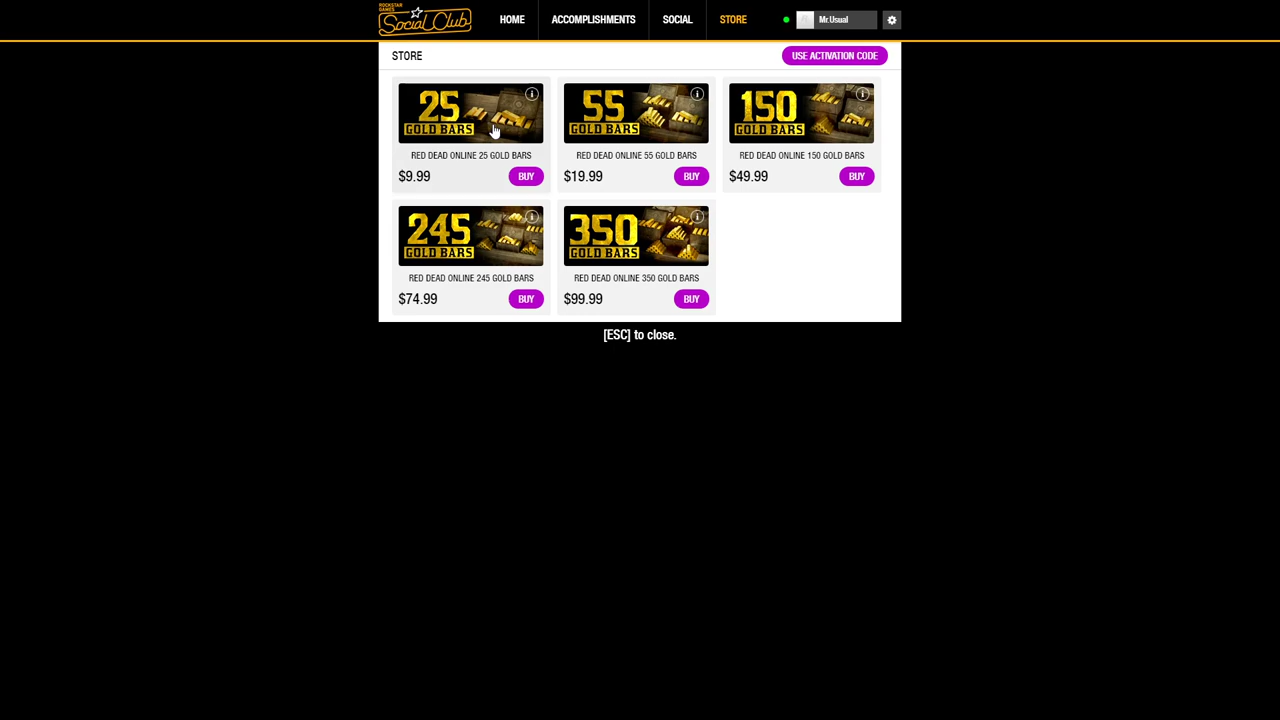 ROCKSTAR
GAMES
Social Club
HOME
ACCOMPLISHMENTS
SOCIAL
STORE
Mr.Usual
STORE
USE ACTIVATION CODE
25
GOLD BARS
RED DEAD ONLINE 25 GOLD BARS
$9.99
BUY
55
GOLD BARS
RED DEAD ONLINE 55 GOLD BARS
$19.99
BUY
150
GOLD BARS
RED DEAD ONLINE 150 GOLD BARS
$49.99
BUY
245
GOLD BARS
RED DEAD ONLINE 245 GOLD BARS
$74.99
BUY
350
GOLD BARS
RED DEAD ONLINE 350 GOLD BARS
$99.99
BUY
[ESC] to close.